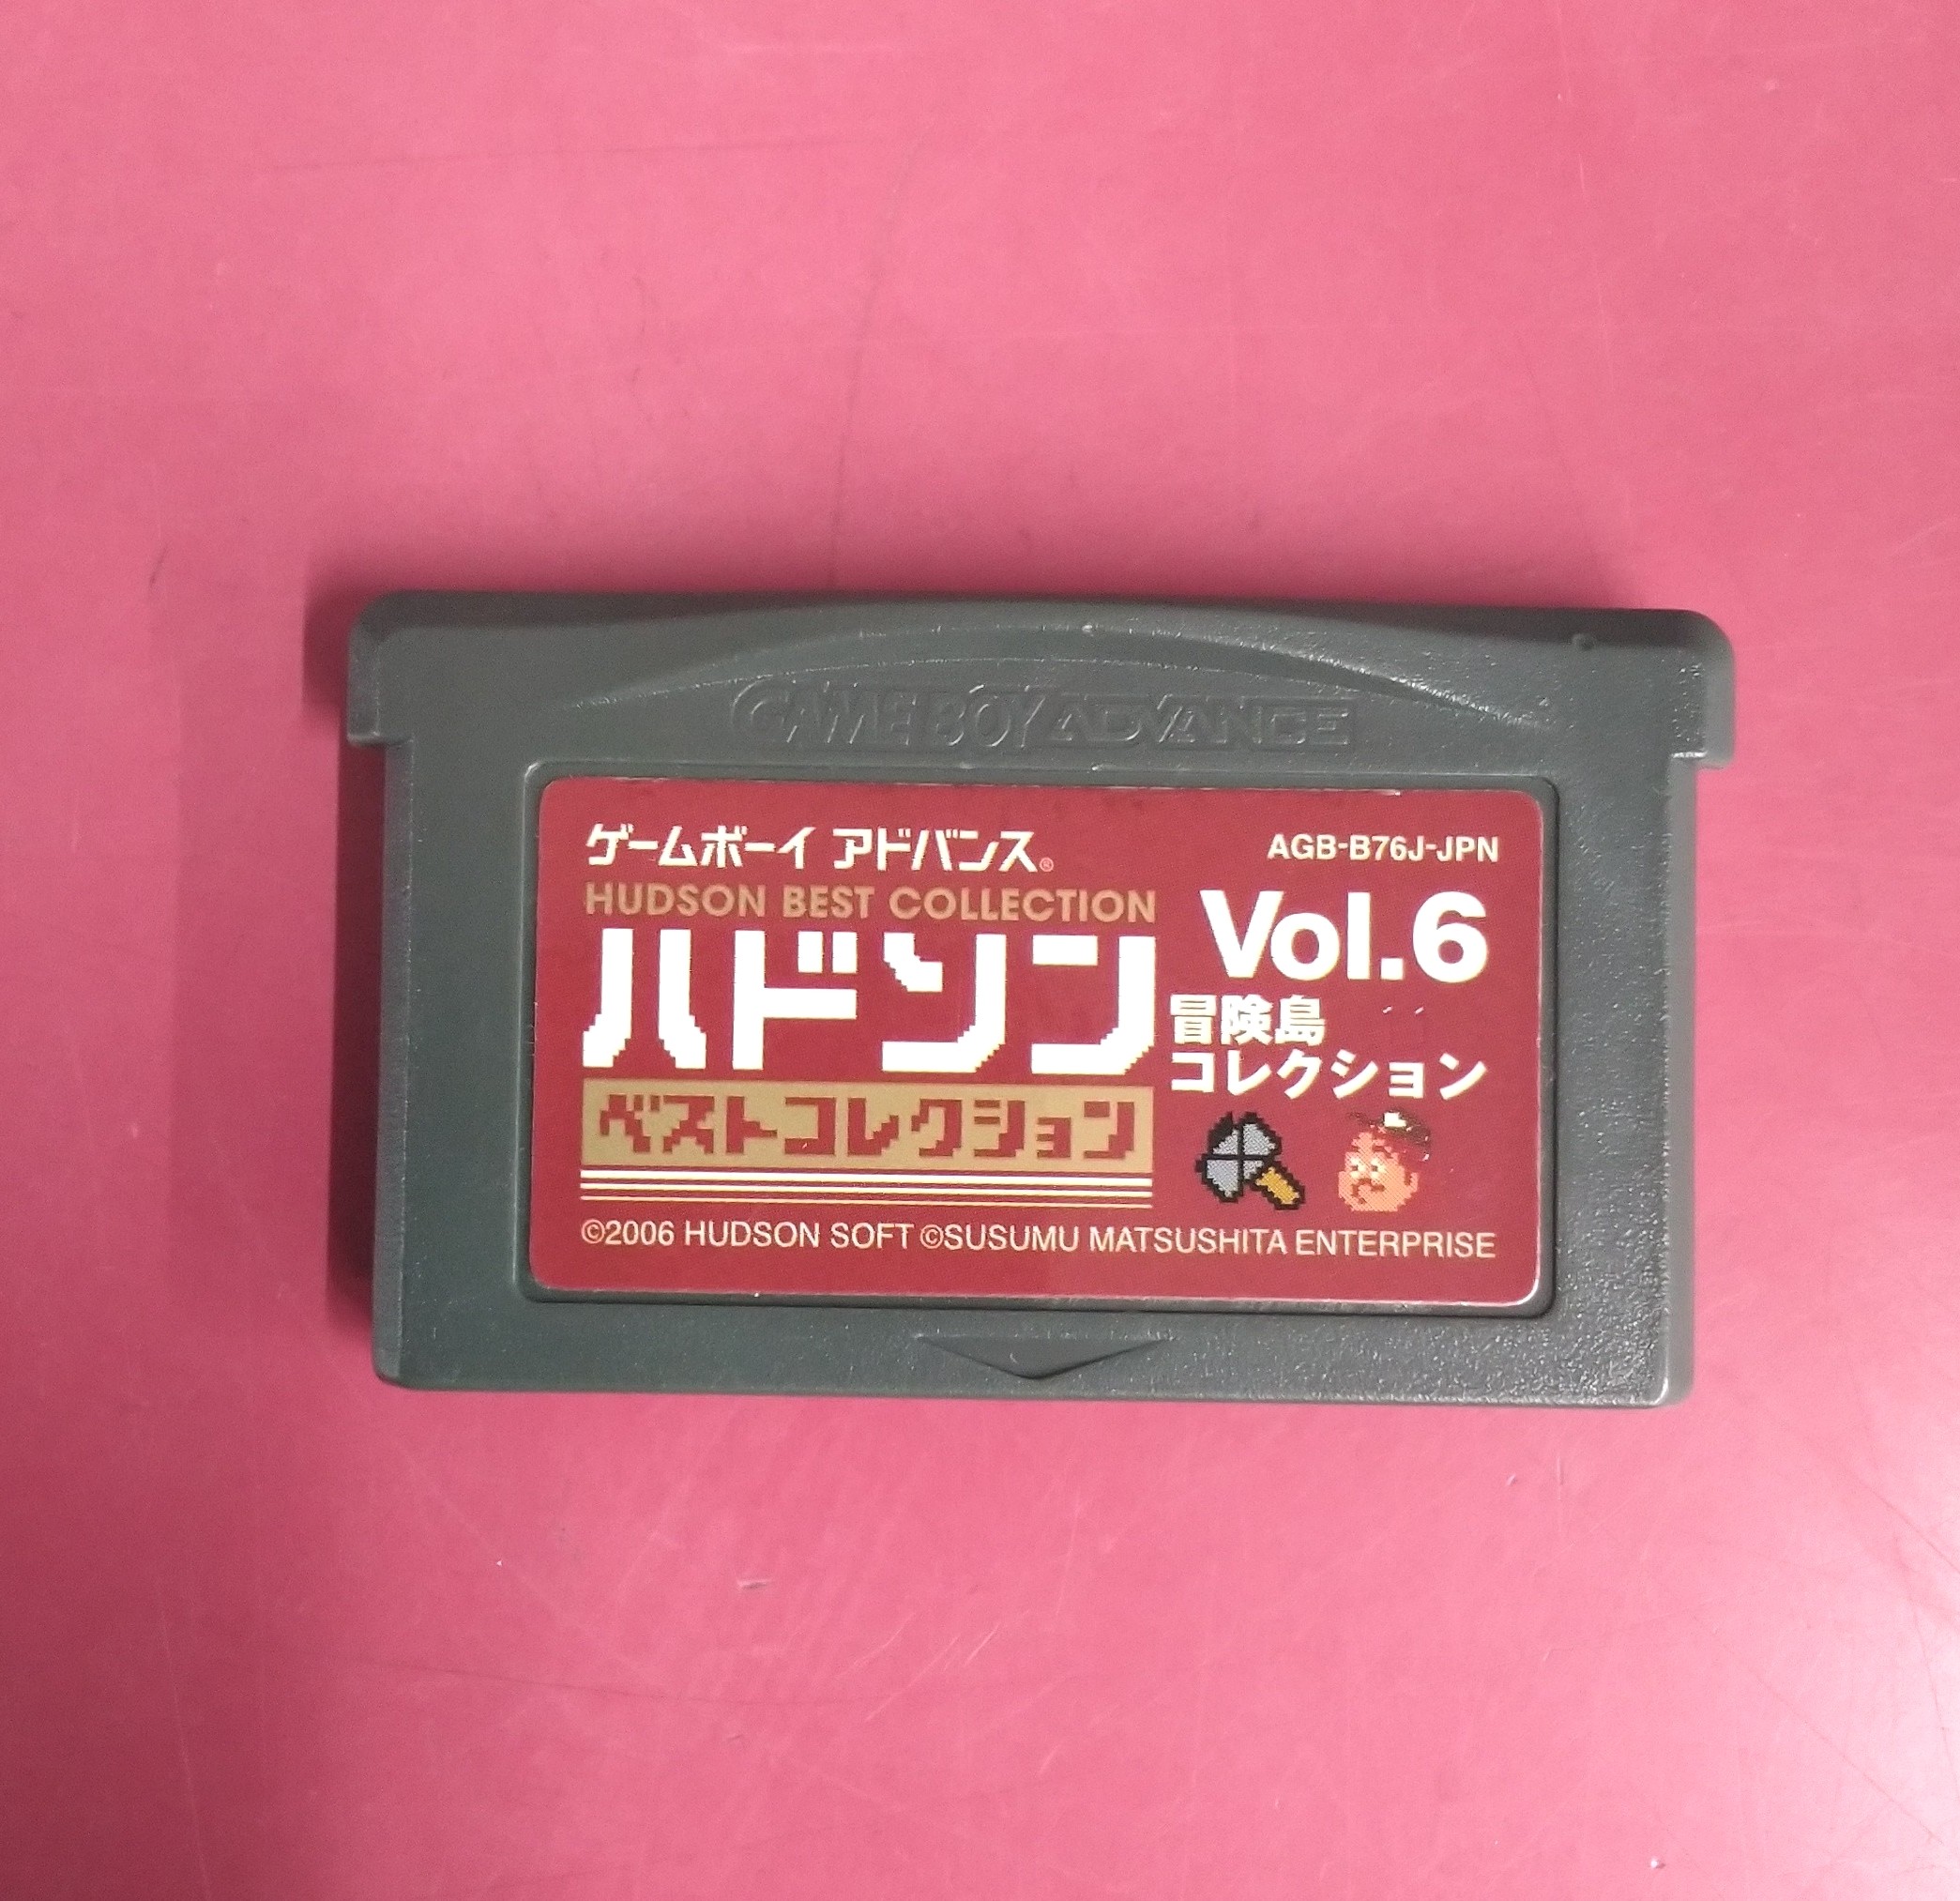 GAME BOY ADVANCE
ゲームボーイ アドバンス®
AGB-B76J-JPN
HUDSON BEST COLLECTION
ハドソン
ベストコレクション
Vol.6
冒険島
コレクション
©2006 HUDSON SOFT ©SUSUMU MATSUSHITA ENTERPRISE